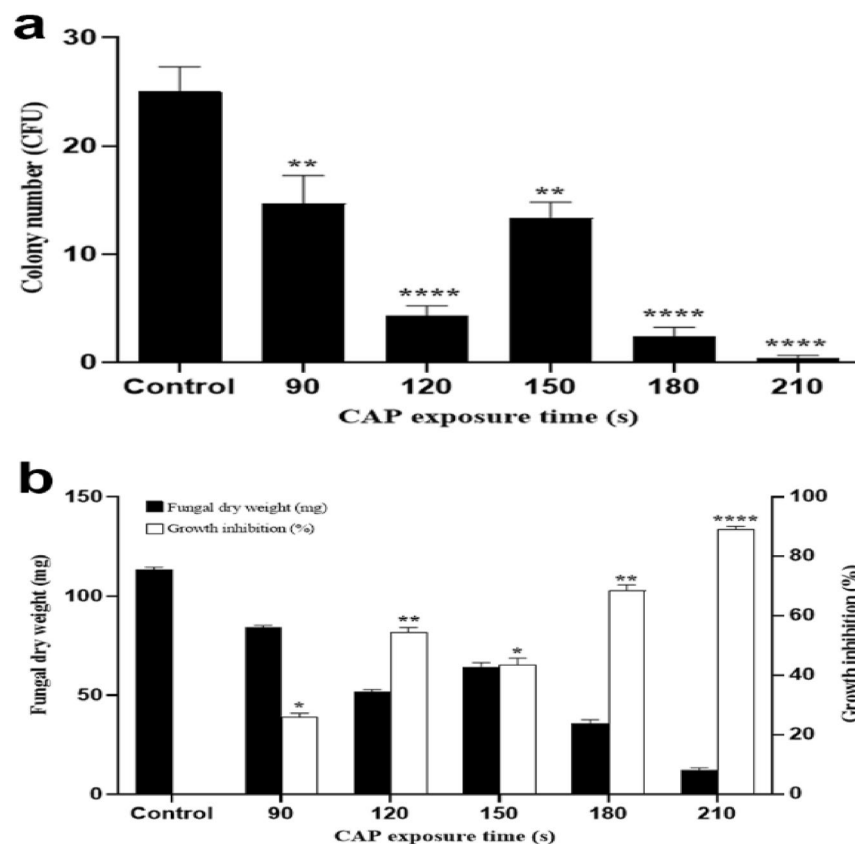 a
30
20
10
0
Colony number (CFU)
**
****
**
****
****
Control 90 120 150 180 210
CAP exposure time (s)
b
150
100
50
0
Fungal dry weight (mg)
Fungal dry weight (mg)
Growth inhibition (%)
*
**
*
**
****
100
80
60
40
20
0
Growth inhibition (%)
Control 90 120 150 180 210
CAP exposure time (s)